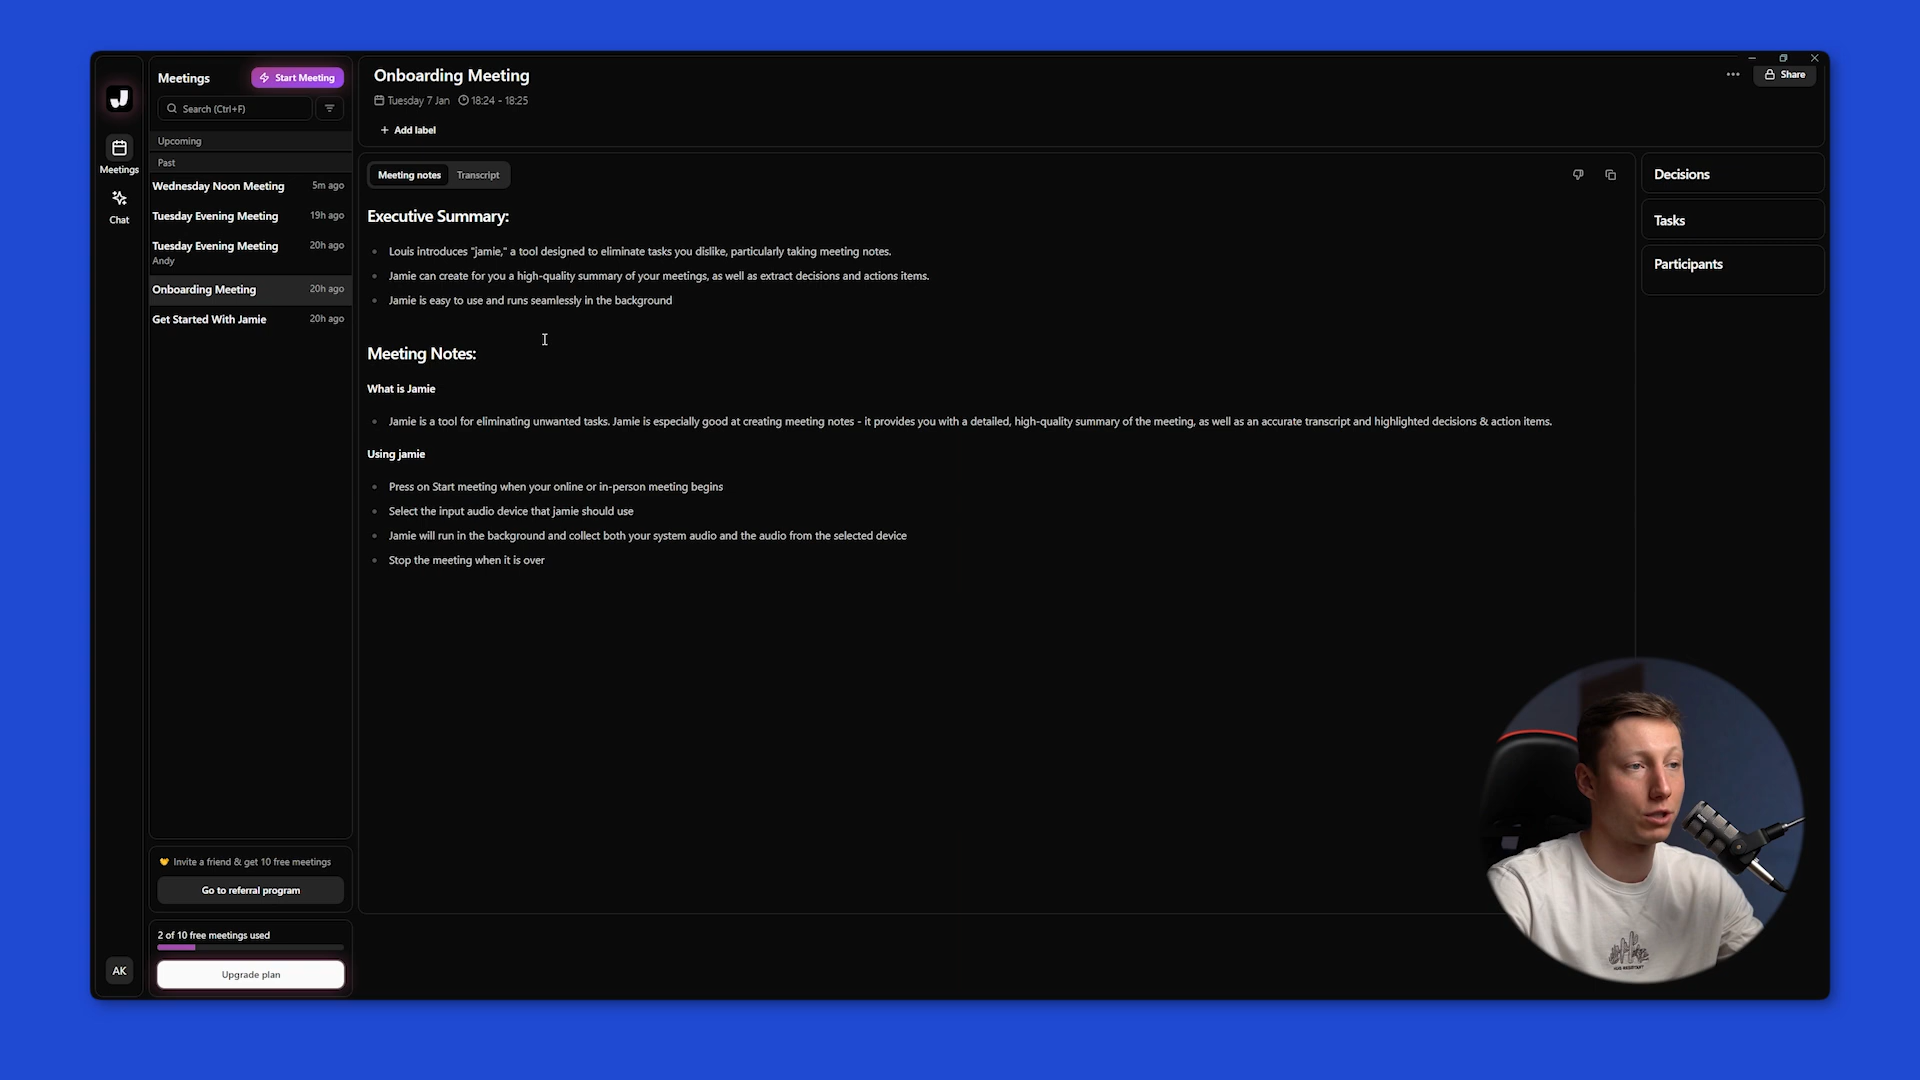 Meetings
Start Meeting
Search (Ctrl+F)
Upcoming
Past
Wednesday Noon Meeting 5m ago
Tuesday Evening Meeting 19h ago
Tuesday Evening Meeting 20h ago
Andy
Onboarding Meeting 20h ago
Get Started With Jamie 20h ago
Invite a friend & get 10 free meetings
Go to referral program
2 of 10 free meetings used
Upgrade plan
J
Meetings
Chat
AK
Onboarding Meeting
Tuesday 7 Jan 18:24 - 18:25
+ Add label
Share
Meeting notes Transcript
Executive Summary:
Louis introduces "jamie," a tool designed to eliminate tasks you dislike, particularly taking meeting notes.
Jamie can create for you a high-quality summary of your meetings, as well as extract decisions and actions items.
Jamie is easy to use and runs seamlessly in the background
Meeting Notes:
What is Jamie
Jamie is a tool for eliminating unwanted tasks. Jamie is especially good at creating meeting notes - it provides you with a detailed, high-quality summary of the meeting, as well as an accurate transcript and highlighted decisions & action items.
Using jamie
Press on Start meeting when your online or in-person meeting begins
Select the input audio device that jamie should use
Jamie will run in the background and collect both your system audio and the audio from the selected device
Stop the meeting when it is over
Decisions
Tasks
Participants